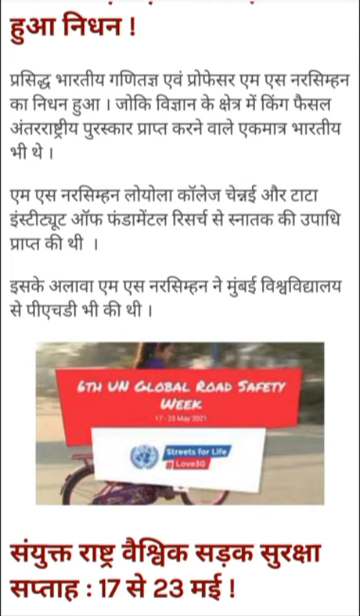 हुआ निधन !
प्रसिद्ध भारतीय गणितज्ञ एवं प्रोफेसर एम एस नरसिम्हन
का निधन हुआ । जोकि विज्ञान के क्षेत्र में किंग फैसल
अंतरराष्ट्रीय पुरस्कार प्राप्त करने वाले एकमात्र भारतीय
भी थे ।
एम एस नरसिम्हन लोयोला कॉलेज चेन्नई और टाटा
इंस्टीट्यूट ऑफ फंडामेंटल रिसर्च से स्नातक की उपाधि
प्राप्त की थी ।
इसके अलावा एम एस नरसिम्हन ने मुंबई विश्वविद्यालय
से पीएचडी भी की थी ।
6TH UN GLOBAL ROAD SAFETY
WEEK
17 - 23 May 2021
Streets for Life
Love30
संयुक्त राष्ट्र वैश्विक सड़क सुरक्षा
सप्ताह : 17 से 23 मई !